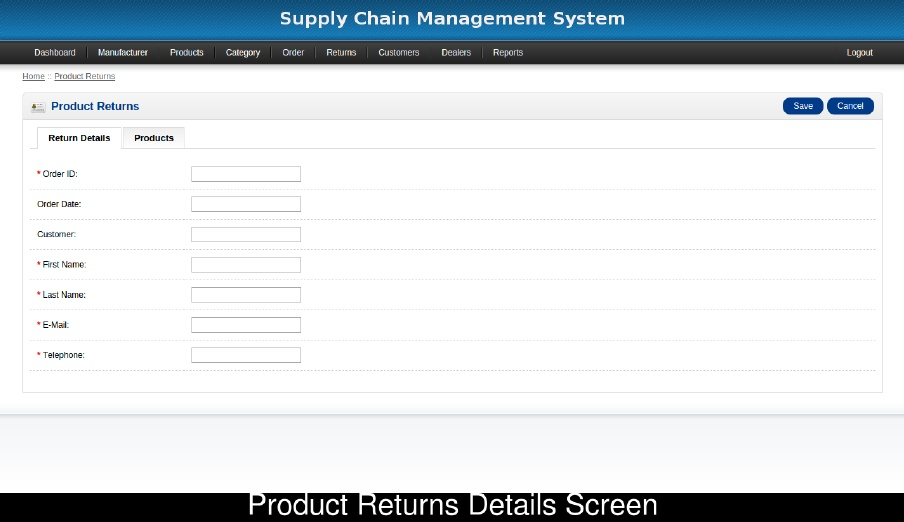 Supply Chain Management System
Dashboard Manufacturer Products Category Order Returns Customers Dealers Reports Logout
Home :: Product Returns
Product Returns Save Cancel
Return Details Products
* Order ID:
Order Date:
Customer:
* First Name:
* Last Name:
* E-Mail:
* Telephone:
Product Returns Details Screen